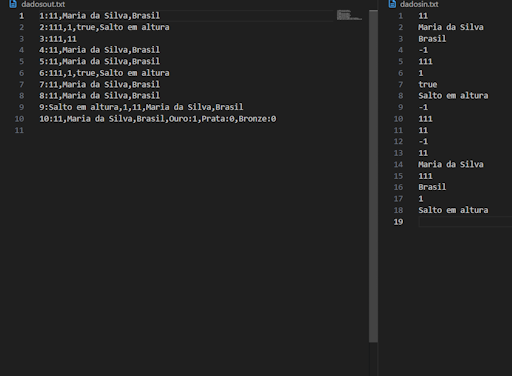 dadosout.txt
1 1:11,Maria da Silva,Brasil
2 2:111,1,true,Salto em altura
3 3:111,11
4 4:11,Maria da Silva,Brasil
5 5:11,Maria da Silva,Brasil
6 6:111,1,true,Salto em altura
7 7:11,Maria da Silva,Brasil
8 8:11,Maria da Silva,Brasil
9 9:Salto em altura,1,11,Maria da Silva,Brasil
10 10:11,Maria da Silva,Brasil,Ouro:1,Prata:0,Bronze:0
11
dadosin.txt
1 11
2 Maria da Silva
3 Brasil
4 -1
5 111
6 1
7 true
8 Salto em altura
9 -1
10 111
11 11
12 -1
13 11
14 Maria da Silva
15 111
16 Brasil
17 1
18 Salto em altura
19